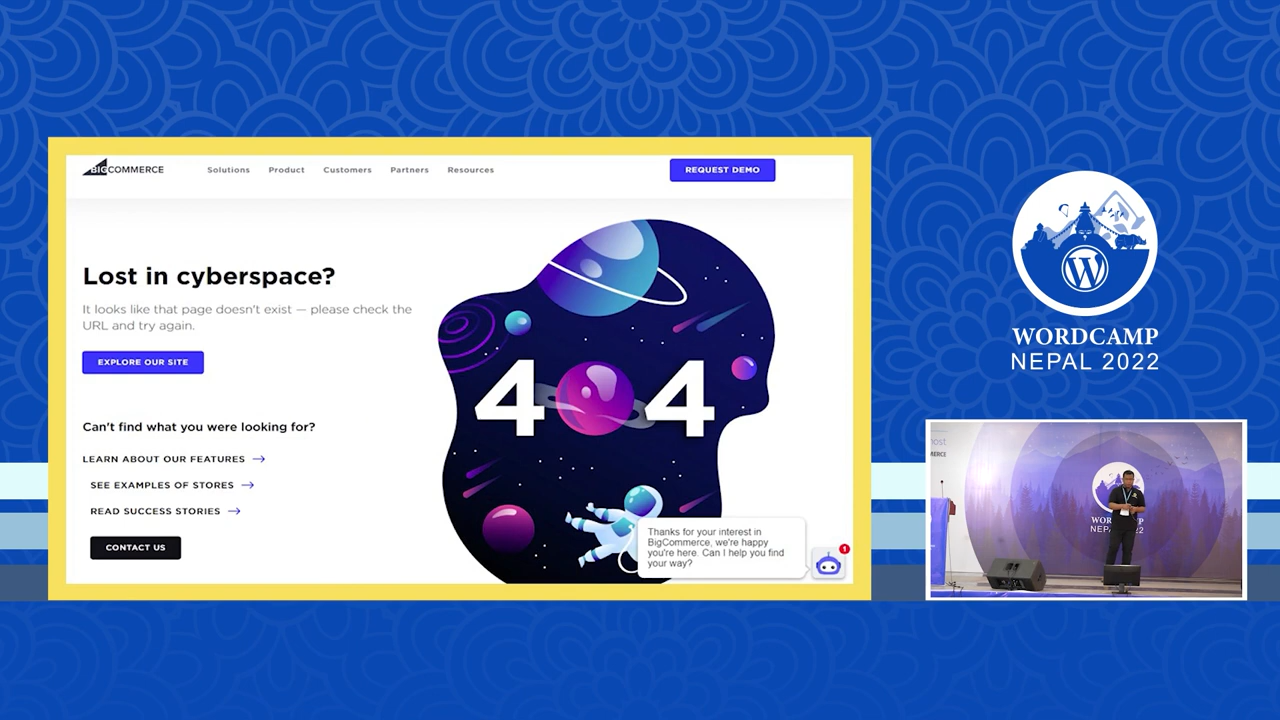 BIGCOMMERCE
Solutions Product Customers Partners Resources
REQUEST DEMO
Lost in cyberspace?
It looks like that page doesn't exist — please check the
URL and try again.
EXPLORE OUR SITE
Can't find what you were looking for?
LEARN ABOUT OUR FEATURES →
SEE EXAMPLES OF STORES →
READ SUCCESS STORIES →
CONTACT US
4 4
Thanks for your interest in
BigCommerce, we're happy
you're here. Can I help you find
your way?
1
W
WORDCAMP
NEPAL 2022